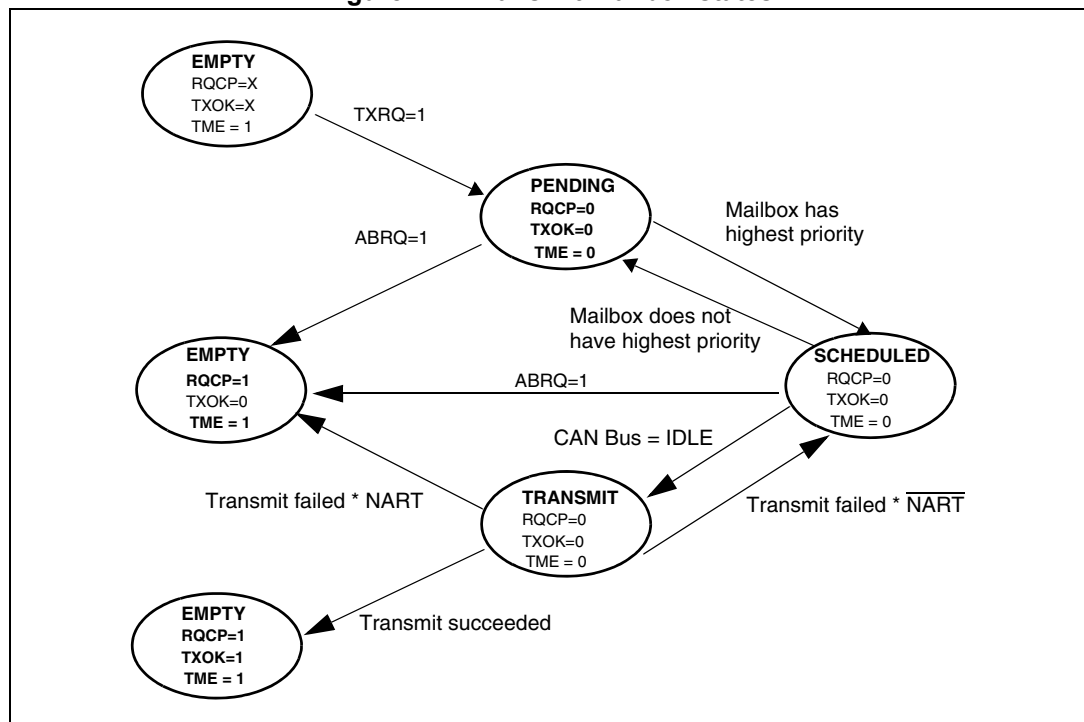 EMPTY
RQCP=X
TXOK=X
TME = 1
TXRQ=1
PENDING
RQCP=0
TXOK=0
TME = 0
Mailbox has
highest priority
ABRQ=1
Mailbox does not
have highest priority
EMPTY
RQCP=1
TXOK=0
TME = 1
ABRQ=1
SCHEDULED
RQCP=0
TXOK=0
TME = 0
CAN Bus = IDLE
Transmit failed * NART
TRANSMIT
RQCP=0
TXOK=0
TME = 0
Transmit failed * N̅A̅R̅T̅
EMPTY
RQCP=1
TXOK=1
TME = 1
Transmit succeeded